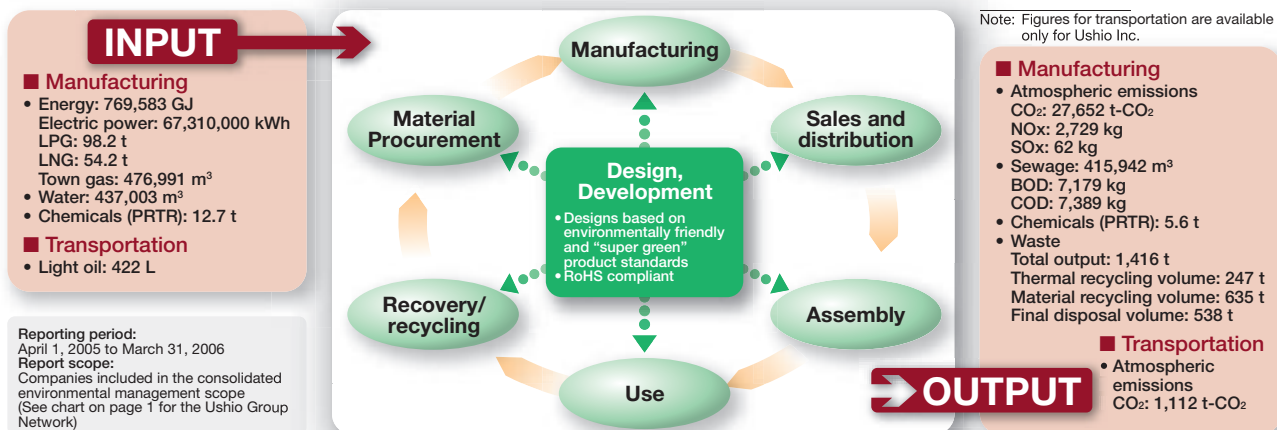 INPUT
■ Manufacturing
• Energy: 769,583 GJ
Electric power: 67,310,000 kWh
LPG: 98.2 t
LNG: 54.2 t
Town gas: 476,991 m³
• Water: 437,003 m³
• Chemicals (PRTR): 12.7 t
■ Transportation
• Light oil: 422 L
Reporting period:
April 1, 2005 to March 31, 2006
Report scope:
Companies included in the consolidated
environmental management scope
(See chart on page 1 for the Ushio Group
Network)
Manufacturing
Material
Procurement
Sales and
distribution
Design,
Development
• Designs based on
environmentally friendly
and “super green”
product standards
• RoHS compliant
Recovery/
recycling
Assembly
Use
Note: Figures for transportation are available
only for Ushio Inc.
■ Manufacturing
• Atmospheric emissions
CO₂: 27,652 t-CO₂
NOx: 2,729 kg
SOx: 62 kg
• Sewage: 415,942 m³
BOD: 7,179 kg
COD: 7,389 kg
• Chemicals (PRTR): 5.6 t
• Waste
Total output: 1,416 t
Thermal recycling volume: 247 t
Material recycling volume: 635 t
Final disposal volume: 538 t
■ Transportation
• Atmospheric
emissions
CO₂: 1,112 t-CO₂
OUTPUT